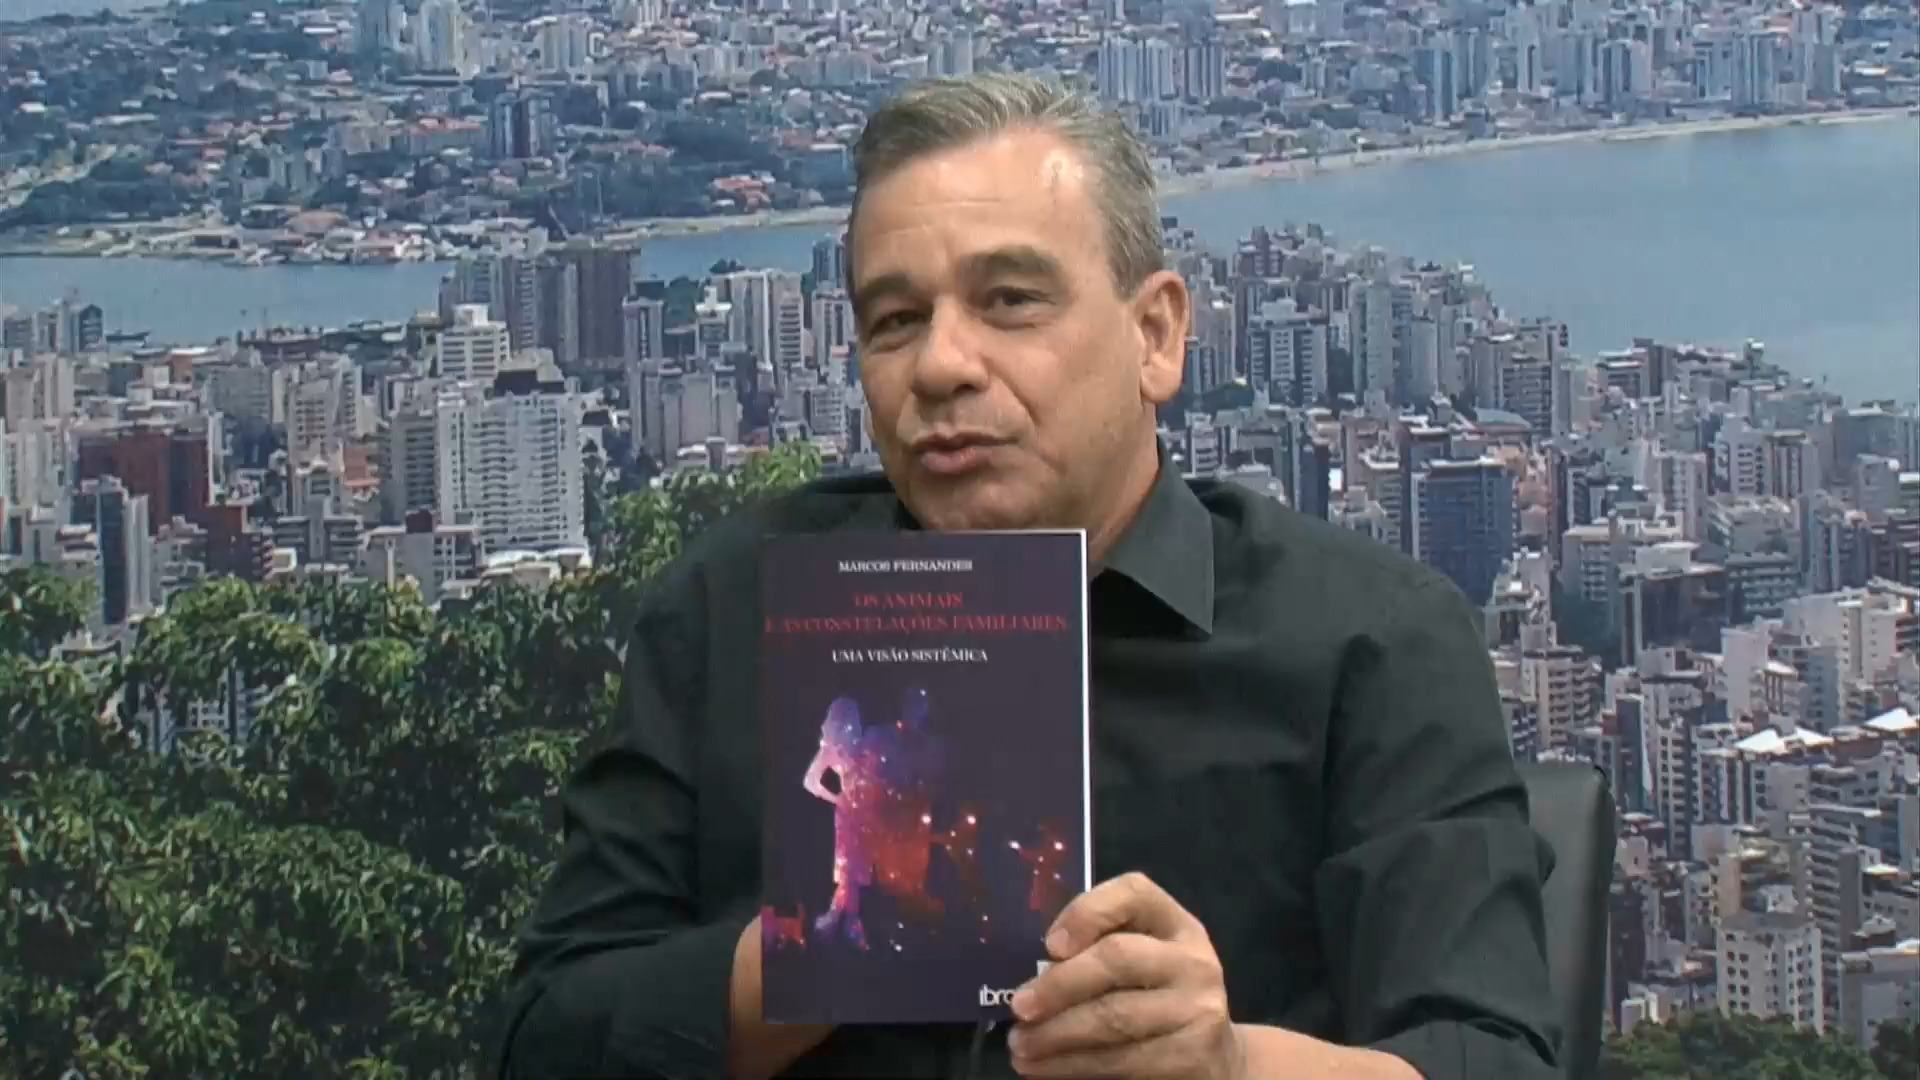 MARCOS FERNANDES
OS ANIMAIS
E AS CONSTELAÇÕES FAMILIARES
UMA VISÃO SISTÊMICA